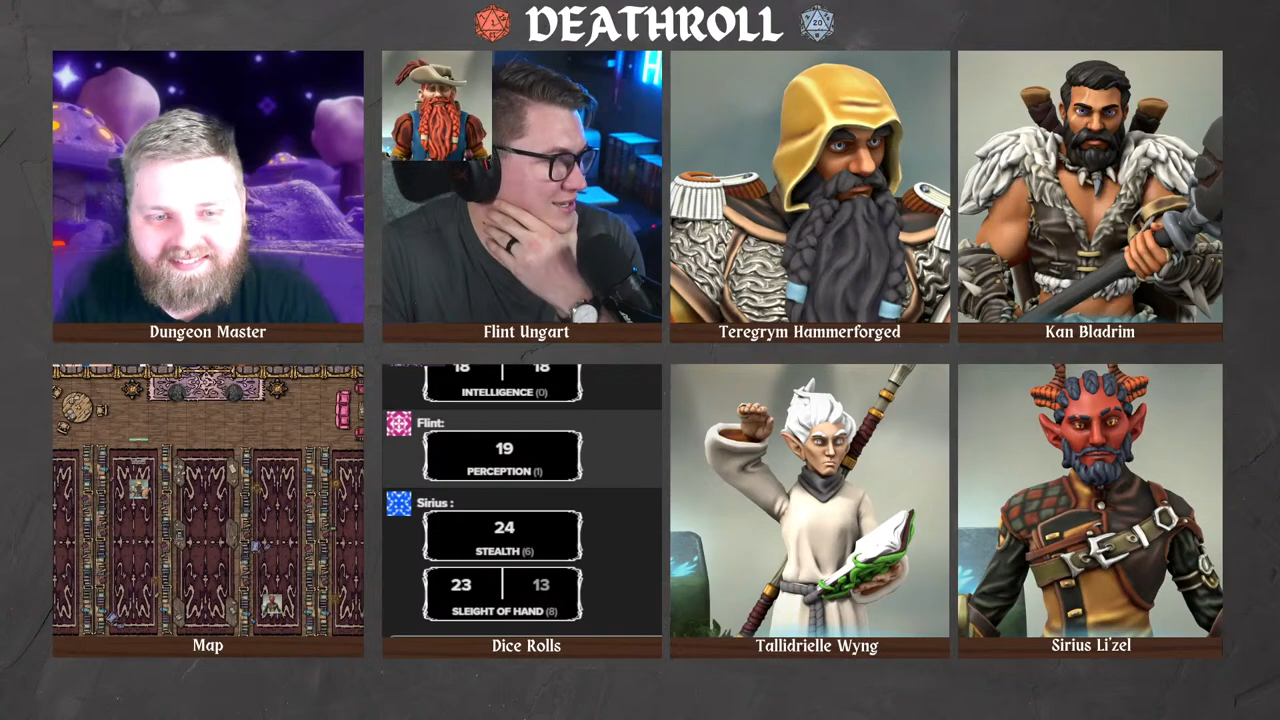 DEATHROLL
1
20
H
Dungeon Master
Flint Ungart
Teregrym Hammerforged
Kan Bladrim
18 18
INTELLIGENCE (0)
Flint:
19
PERCEPTION (1)
Sirius :
24
STEALTH (6)
23 13
SLEIGHT OF HAND (8)
Map
Dice Rolls
Tallidrielle Wyng
Sirius Li'zel